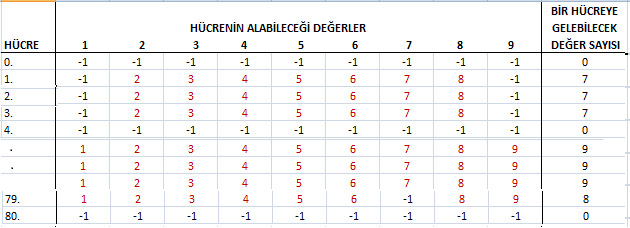 HÜCRENİN ALABİLECEĞİ DEĞERLER
BİR HÜCREYE
GELEBİLECEK
DEĞER SAYISI
HÜCRE 1 2 3 4 5 6 7 8 9
0. -1 -1 -1 -1 -1 -1 -1 -1 -1 0
1. -1 2 3 4 5 6 7 8 -1 7
2. -1 2 3 4 5 6 7 8 -1 7
3. -1 2 3 4 5 6 7 8 -1 7
4. -1 -1 -1 -1 -1 -1 -1 -1 -1 0
. 1 2 3 4 5 6 7 8 9 9
. 1 2 3 4 5 6 7 8 9 9
1 2 3 4 5 6 7 8 9 9
79. 1 2 3 4 5 6 -1 8 9 8
80. -1 -1 -1 -1 -1 -1 -1 -1 -1 0